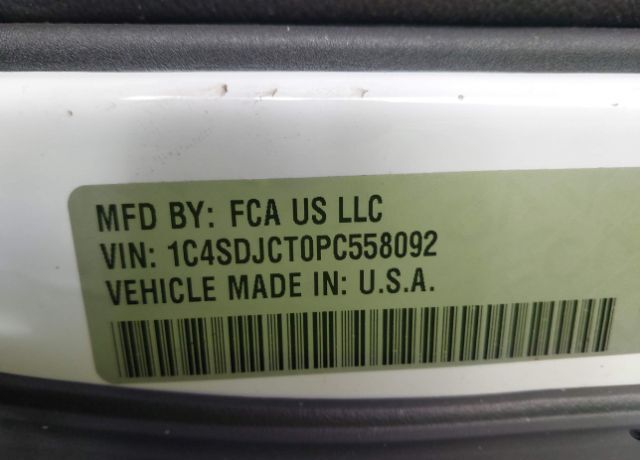 MFD BY: FCA US LLC
VIN: 1C4SDJCT0PC558092
VEHICLE MADE IN: U.S.A.